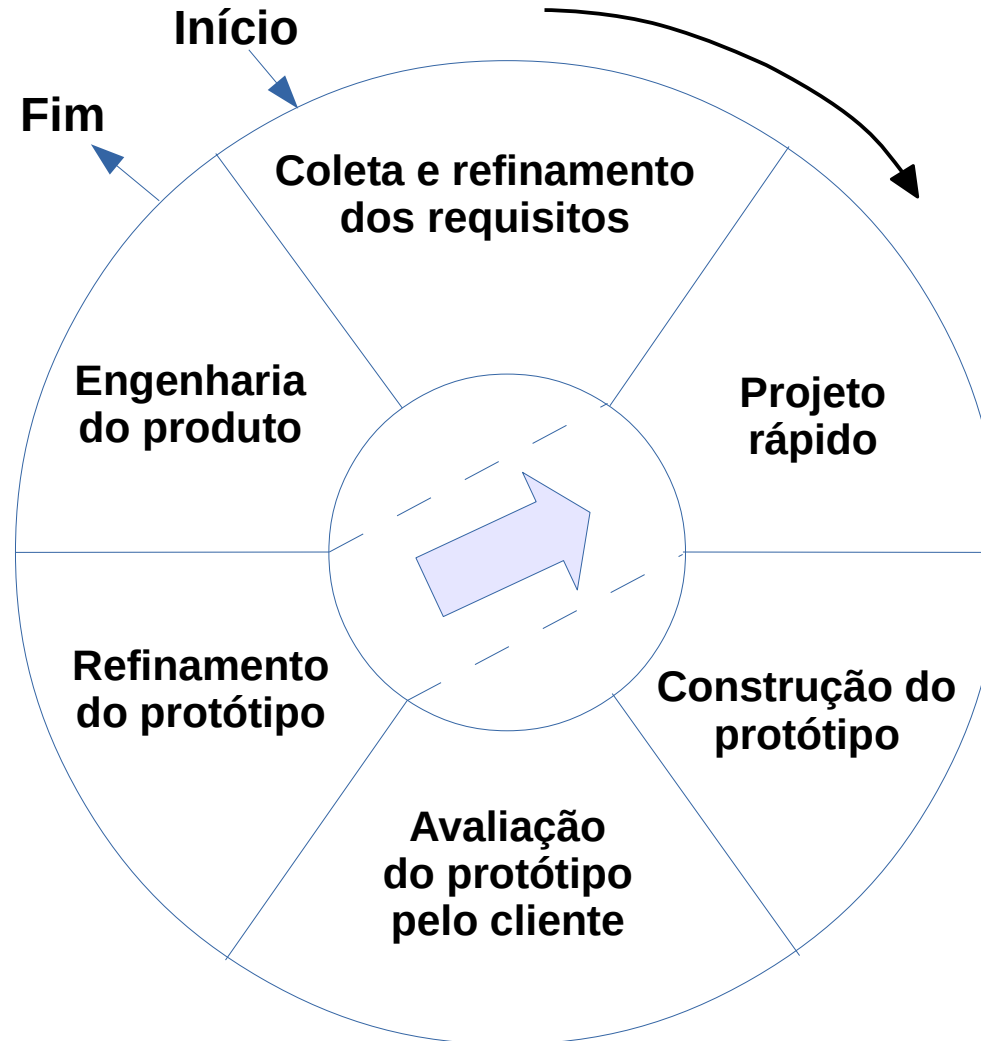 Início
Fim
Coleta e refinamento
dos requisitos
Projeto
rápido
Construção do
protótipo
Avaliação
do protótipo
pelo cliente
Refinamento
do protótipo
Engenharia
do produto